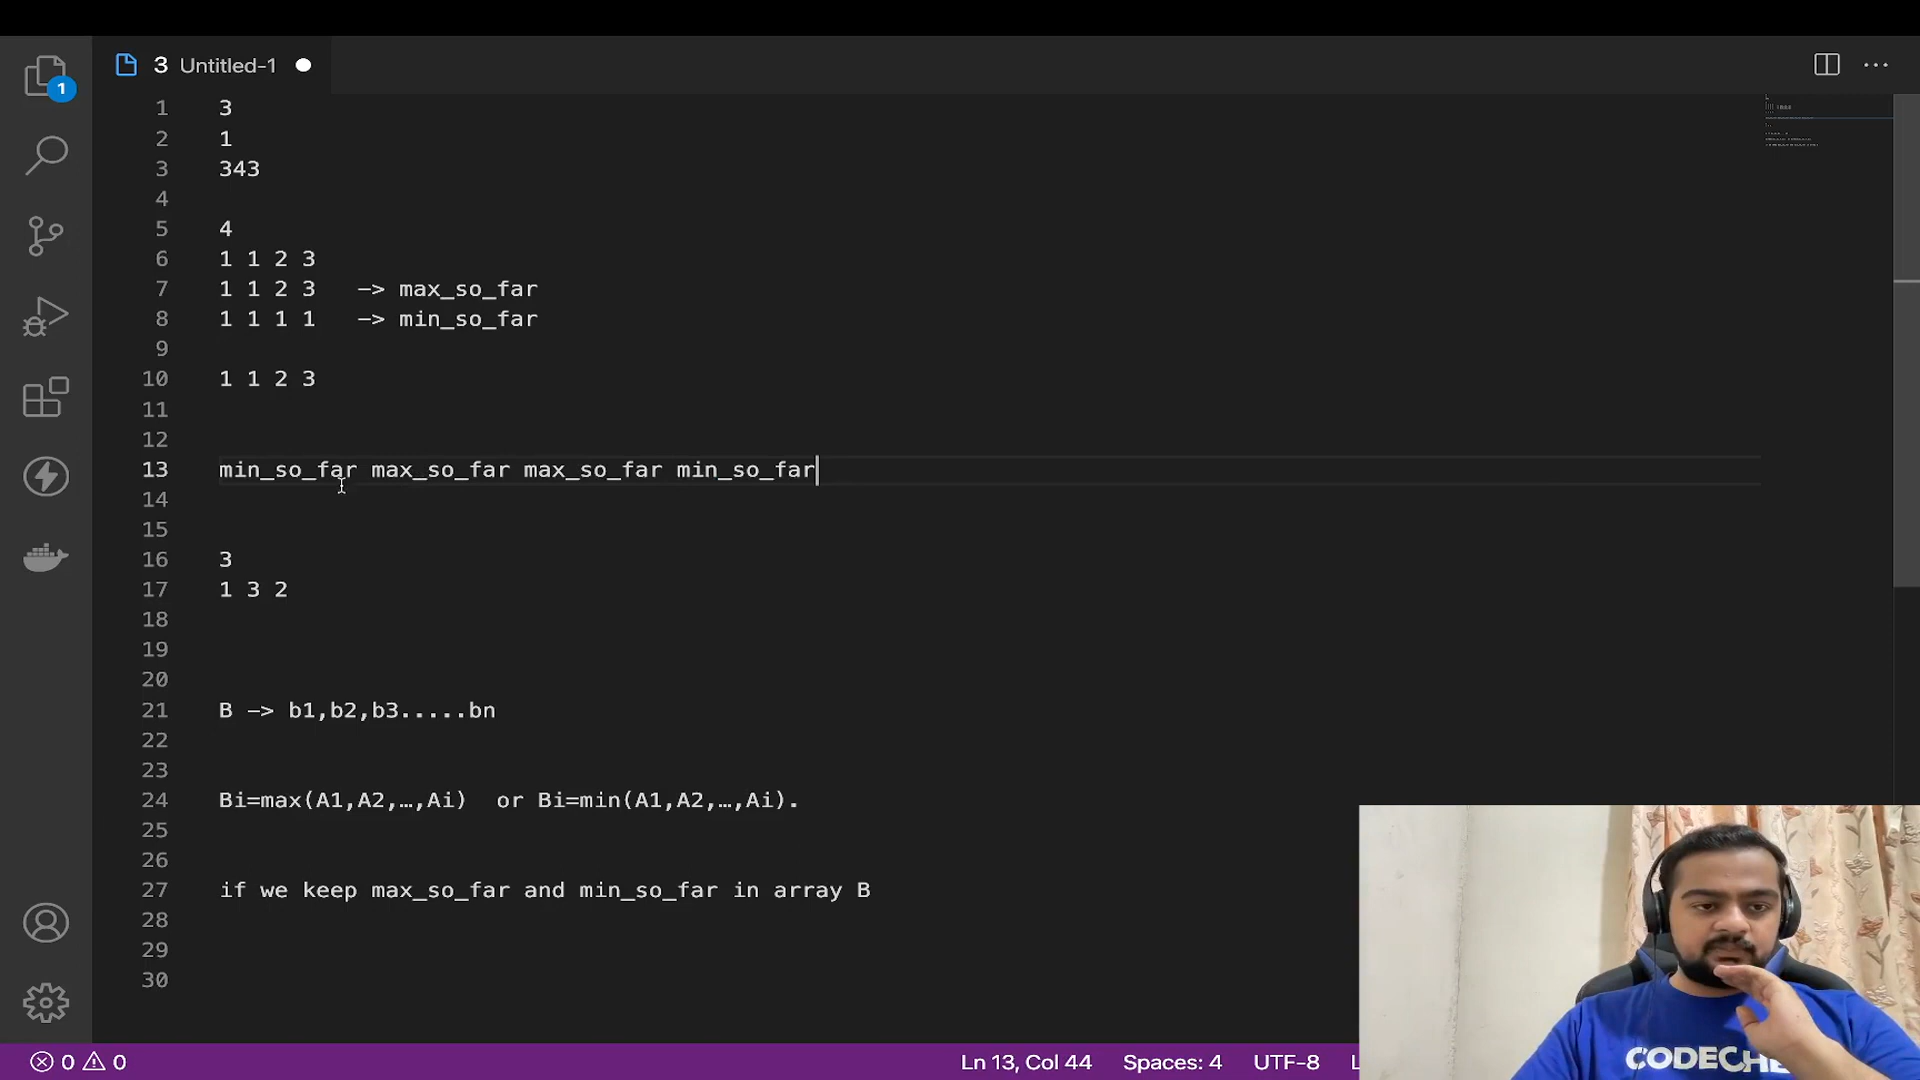 1
3 Untitled-1
1 3
2 1
3 343
4
5 4
6 1 1 2 3
7 1 1 2 3 —> max_so_far
8 1 1 1 1 —> min_so_far
9
10 1 1 2 3
11
12
13 min_so_far max_so_far max_so_far min_so_far
14
15
16 3
17 1 3 2
18
19
20
21 B —> b1,b2,b3.....bn
22
23
24 Bi=max(A1,A2,…,Ai) or Bi=min(A1,A2,…,Ai).
25
26
27 if we keep max_so_far and min_so_far in array B
28
29
30
0 0 Ln 13, Col 44 Spaces: 4 UTF-8 L
CODECHE